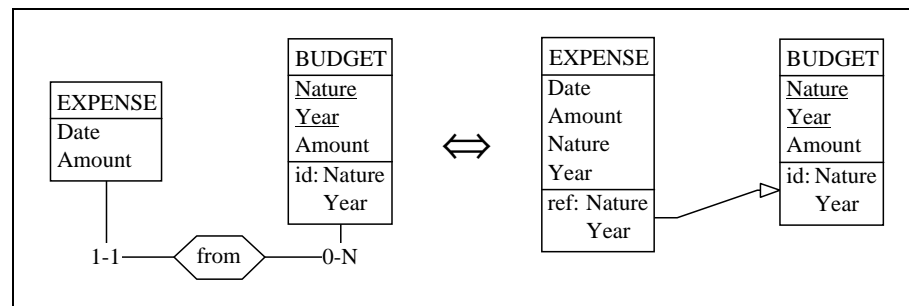 EXPENSE
Date
Amount
BUDGET
Nature
Year
Amount
id: Nature
Year
1-1
from
0-N
⇔
EXPENSE
Date
Amount
Nature
Year
ref: Nature
Year
BUDGET
Nature
Year
Amount
id: Nature
Year